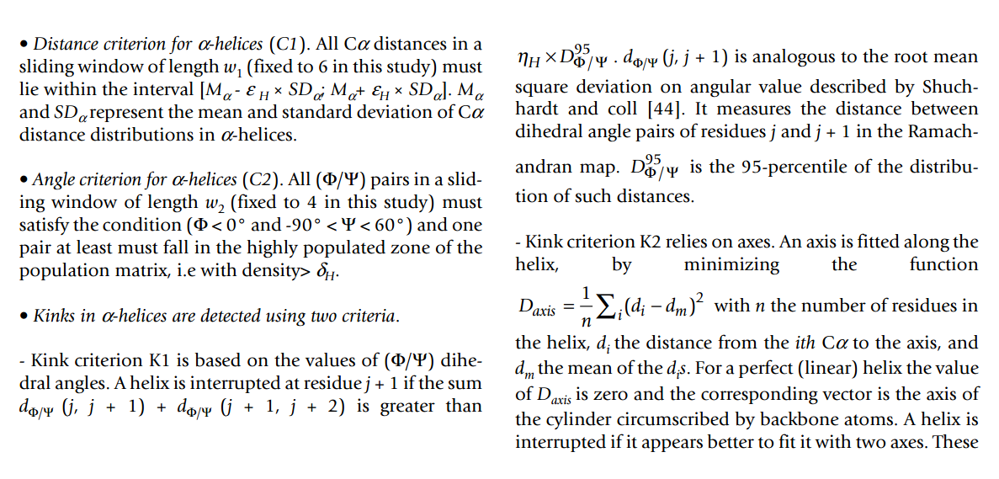 • Distance criterion for α-helices (C1). All Cα distances in a
sliding window of length w₁ (fixed to 6 in this study) must
lie within the interval [Mα - εH × SDα; Mα+ εH × SDα]. Mα
and SDα represent the mean and standard deviation of Cα
distance distributions in α-helices.
• Angle criterion for α-helices (C2). All (Φ/Ψ) pairs in a slid-
ing window of length w₂ (fixed to 4 in this study) must
satisfy the condition (Φ < 0° and -90° < Ψ < 60°) and one
pair at least must fall in the highly populated zone of the
population matrix, i.e with density> δH.
• Kinks in α-helices are detected using two criteria.
- Kink criterion K1 is based on the values of (Φ/Ψ) dihe-
dral angles. A helix is interrupted at residue j + 1 if the sum
dΦ/Ψ (j, j + 1) + dΦ/Ψ (j + 1, j + 2) is greater than
ηH × D⁹⁵Φ/Ψ . dΦ/Ψ (j, j + 1) is analogous to the root mean
square deviation on angular value described by Shuch-
hardt and coll [44]. It measures the distance between
dihedral angle pairs of residues j and j + 1 in the Ramach-
andran map. D⁹⁵Φ/Ψ is the 95-percentile of the distribu-
tion of such distances.
- Kink criterion K2 relies on axes. An axis is fitted along the
helix, by minimizing the function
Daxis = 1/n ∑i(di − dm)² with n the number of residues in
the helix, di the distance from the ith Cα to the axis, and
dm the mean of the dis. For a perfect (linear) helix the value
of Daxis is zero and the corresponding vector is the axis of
the cylinder circumscribed by backbone atoms. A helix is
interrupted if it appears better to fit it with two axes. These